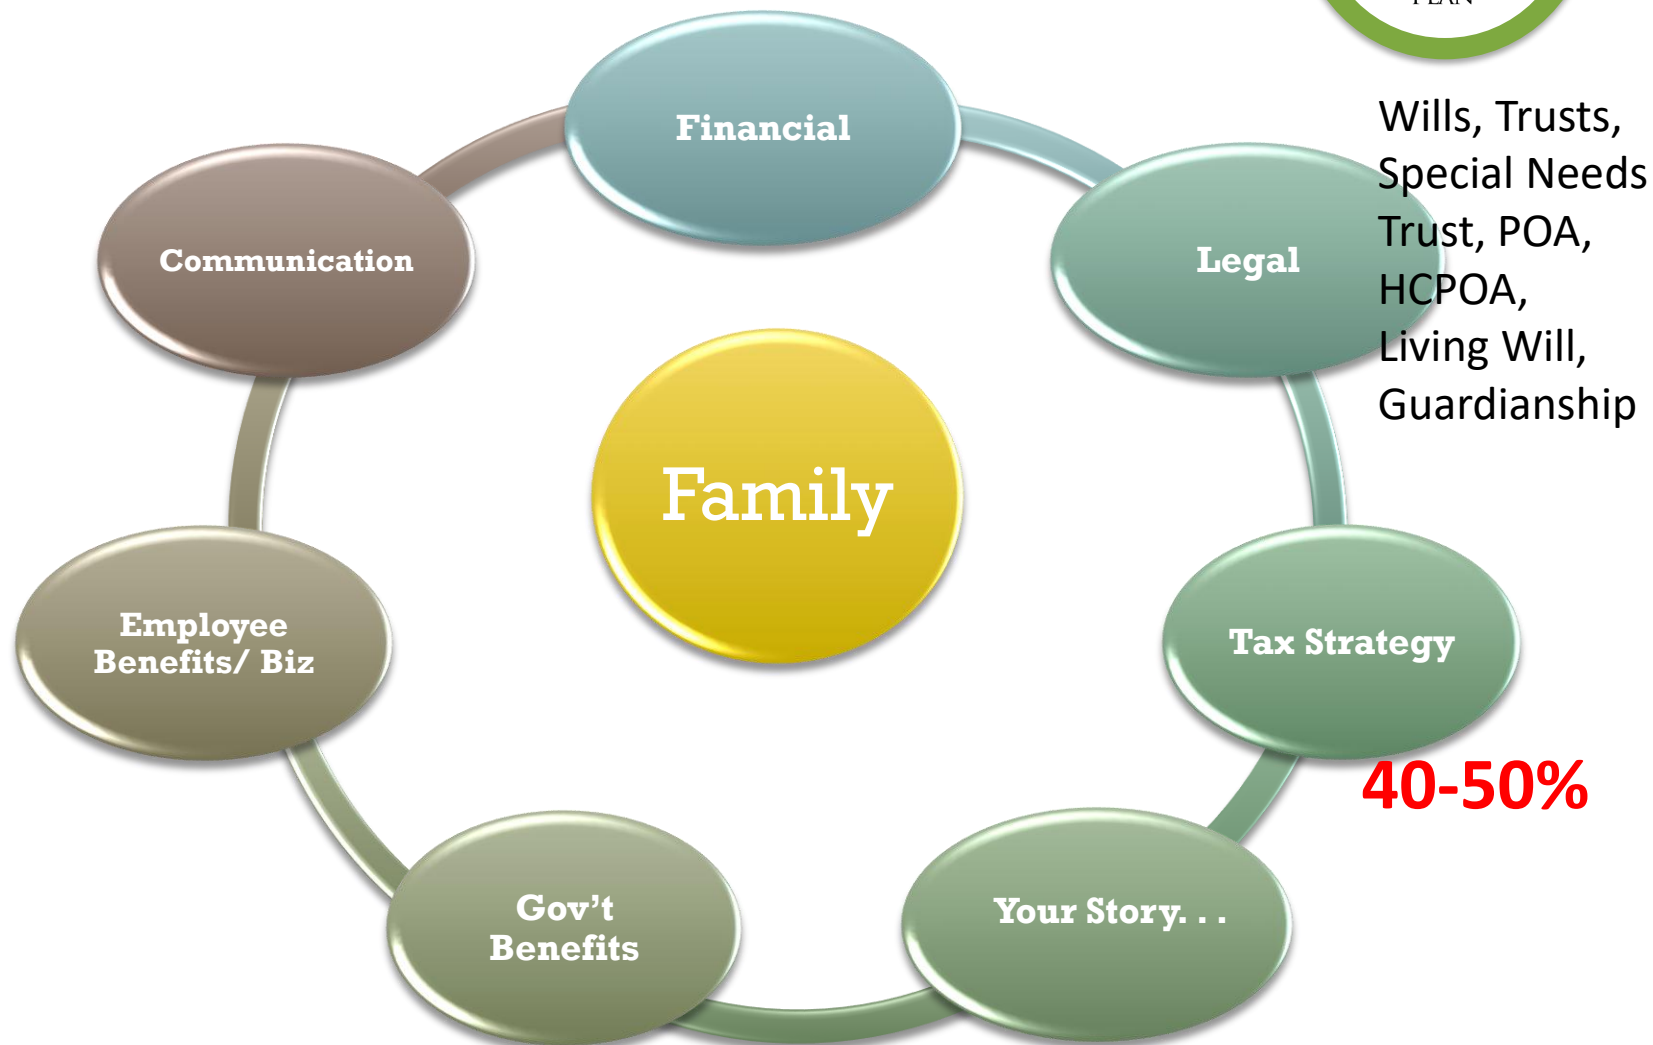 PLAN
Financial
Wills, Trusts,
Special Needs
Trust, POA,
HCPOA,
Living Will,
Guardianship
Communication
Legal
Family
Employee
Benefits/ Biz
Tax Strategy
40-50%
Gov’t
Benefits
Your Story. . .